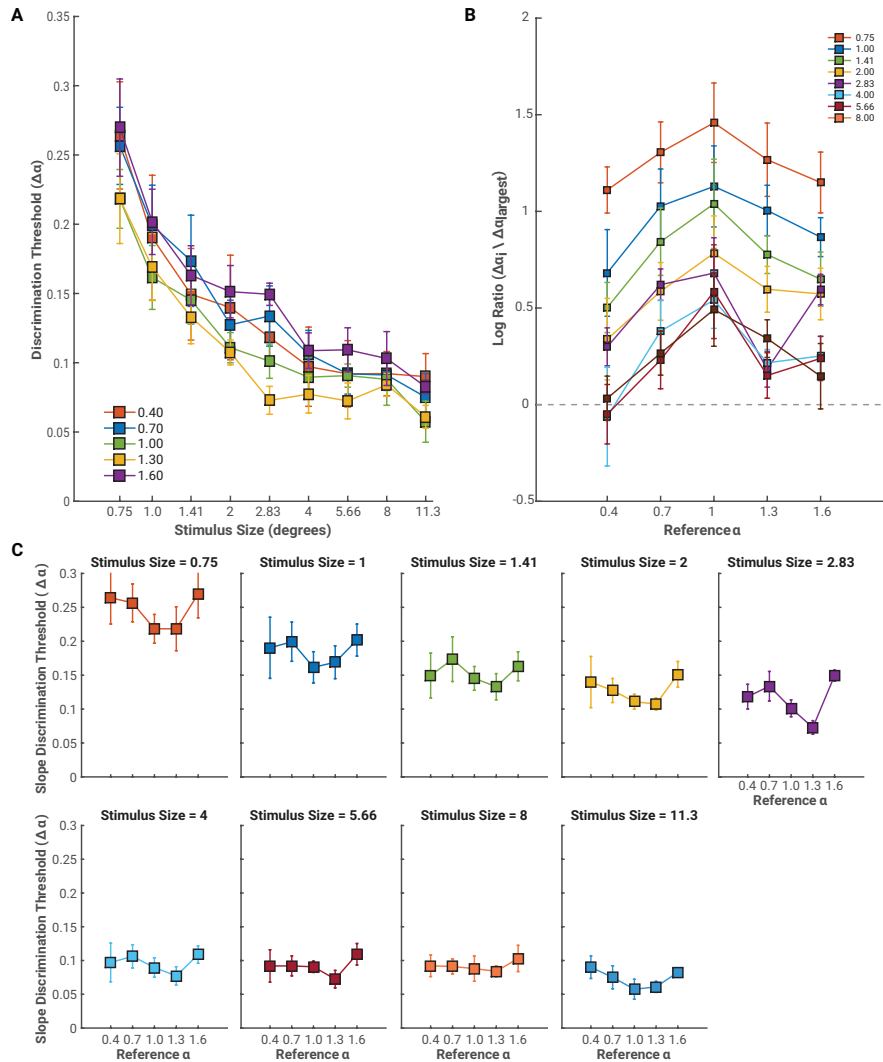 A
0.35
0.3
0.25
0.2
0.15
0.1
0.05
0
Discrimination Threshold (Δα)
0.40
0.70
1.00
1.30
1.60
0.75 1.0 1.41 2 2.83 4 5.66 8 11.3
Stimulus Size (degrees)
B
2
1.5
1
0.5
0
-0.5
Log Ratio (Δαi \ Δαlargest)
0.75
1.00
1.41
2.00
2.83
4.00
5.66
8.00
0.4 0.7 1 1.3 1.6
Reference α
C
Slope Discrimination Threshold (Δ α)
0.3
0.25
0.2
0.15
0.1
0.05
0
Stimulus Size = 0.75
Stimulus Size = 1
Stimulus Size = 1.41
Stimulus Size = 2
Stimulus Size = 2.83
0.4 0.7 1.0 1.3 1.6
Reference α
Slope Discrimination Threshold (Δ α)
0.3
0.25
0.2
0.15
0.1
0.05
0
Stimulus Size = 4
Stimulus Size = 5.66
Stimulus Size = 8
Stimulus Size = 11.3
0.4 0.7 1.0 1.3 1.6
Reference α
0.4 0.7 1.0 1.3 1.6
Reference α
0.4 0.7 1.0 1.3 1.6
Reference α
0.4 0.7 1.0 1.3 1.6
Reference α